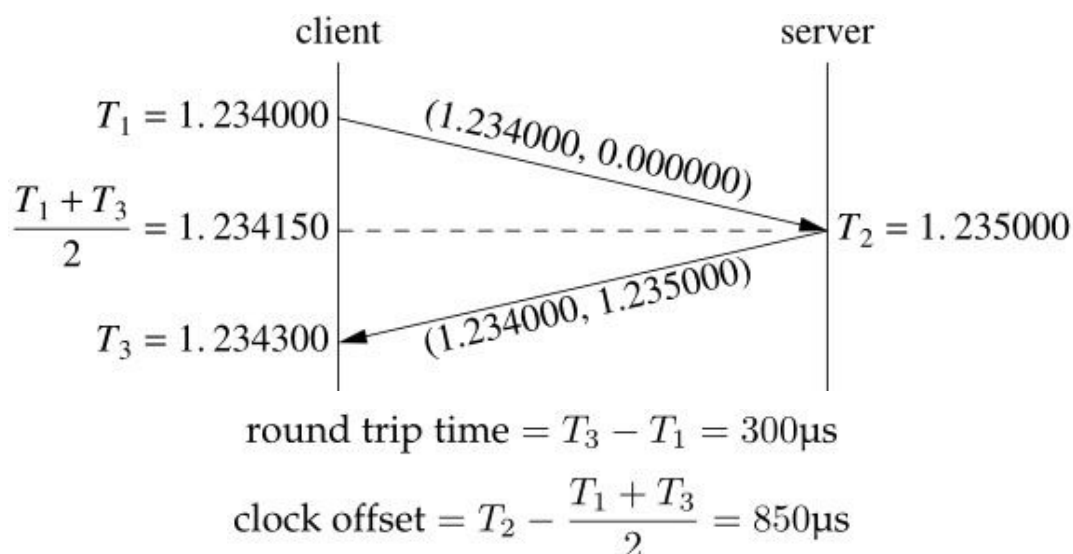 client server
T₁ = 1.234000
(1.234000, 0.000000)
(T₁ + T₃)/2 = 1.234150
T₂ = 1.235000
(1.234000, 1.235000)
T₃ = 1.234300
round trip time = T₃ − T₁ = 300µs
clock offset = T₂ − (T₁ + T₃)/2 = 850µs